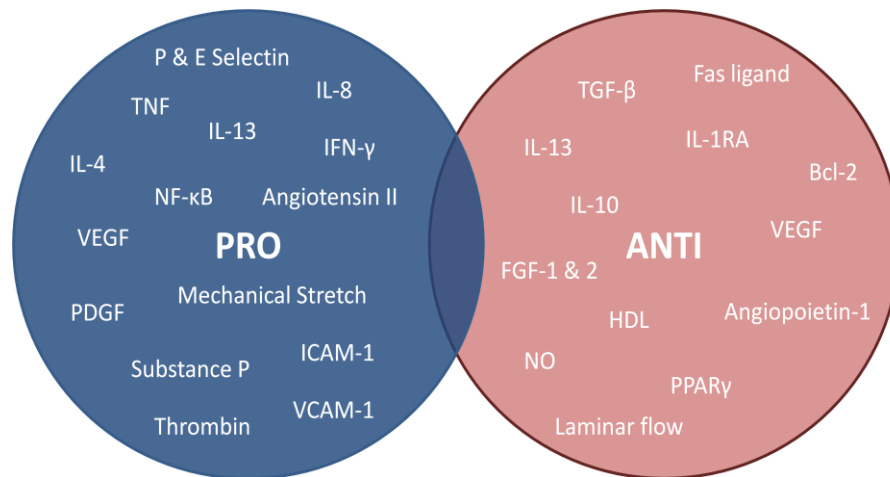 P & E Selectin
TNF
IL-8
IL-13
IFN-γ
IL-4
NF-κB
Angiotensin II
VEGF
PRO
Mechanical Stretch
PDGF
ICAM-1
Substance P
VCAM-1
Thrombin
Fas ligand
TGF-β
IL-1RA
IL-13
Bcl-2
IL-10
VEGF
ANTI
FGF-1 & 2
Angiopoietin-1
HDL
NO
PPARγ
Laminar flow